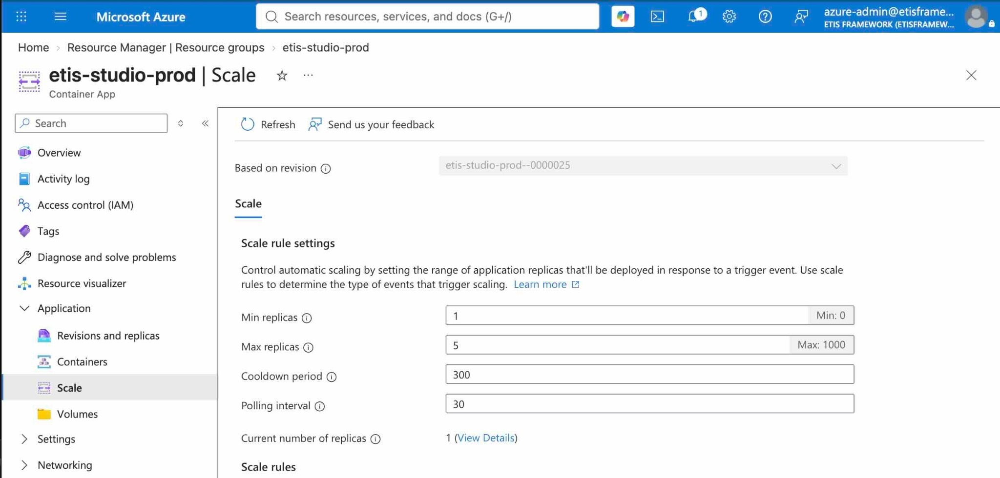 Microsoft Azure
Search resources, services, and docs (G+/)
1
azure-admin@etisframe...
ETIS FRAMEWORK (ETISFRAMEW...
Home > Resource Manager | Resource groups > etis-studio-prod
etis-studio-prod | Scale
Container App
Search
Overview
Activity log
Access control (IAM)
Tags
Diagnose and solve problems
Resource visualizer
Application
Revisions and replicas
Containers
Scale
Volumes
Settings
Networking
Refresh
Send us your feedback
Based on revision
etis-studio-prod--0000025
Scale
Scale rule settings
Control automatic scaling by setting the range of application replicas that'll be deployed in response to a trigger event. Use scale
rules to determine the type of events that trigger scaling. Learn more
Min replicas
1
Min: 0
Max replicas
5
Max: 1000
Cooldown period
300
Polling interval
30
Current number of replicas
1 (View Details)
Scale rules